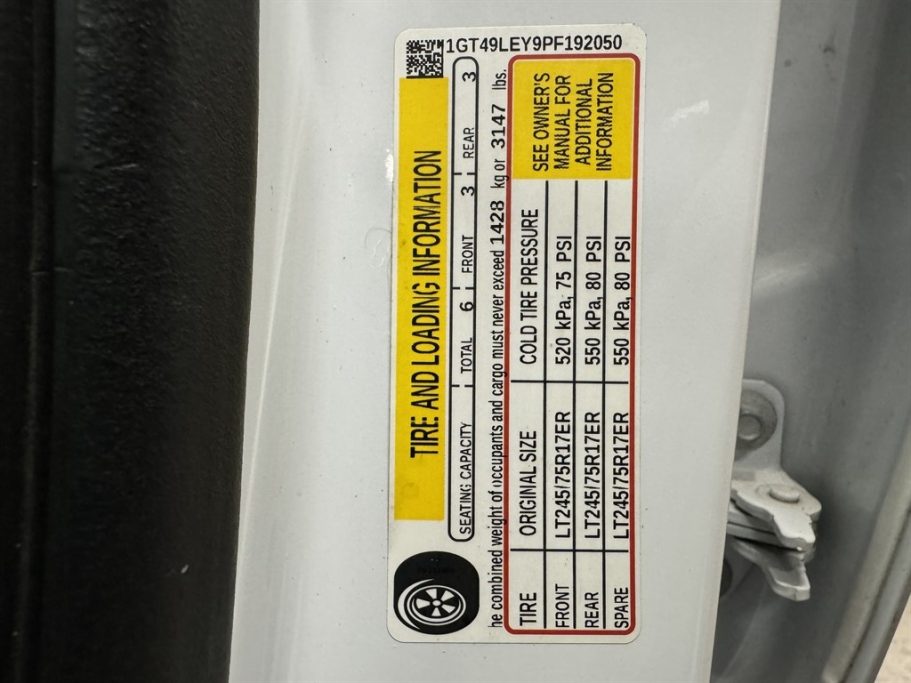 1GT49LEY9PF192050
TIRE AND LOADING INFORMATION
SEATING CAPACITY TOTAL 6 FRONT 3 REAR 3
he combined weight of occupants and cargo must never exceed 1428 kg or 3147 lbs.
TIRE ORIGINAL SIZE COLD TIRE PRESSURE
FRONT LT245/75R17ER 520 kPa, 75 PSI
REAR LT245/75R17ER 550 kPa, 80 PSI
SPARE LT245/75R17ER 550 kPa, 80 PSI
SEE OWNER'S
MANUAL FOR
ADDITIONAL
INFORMATION